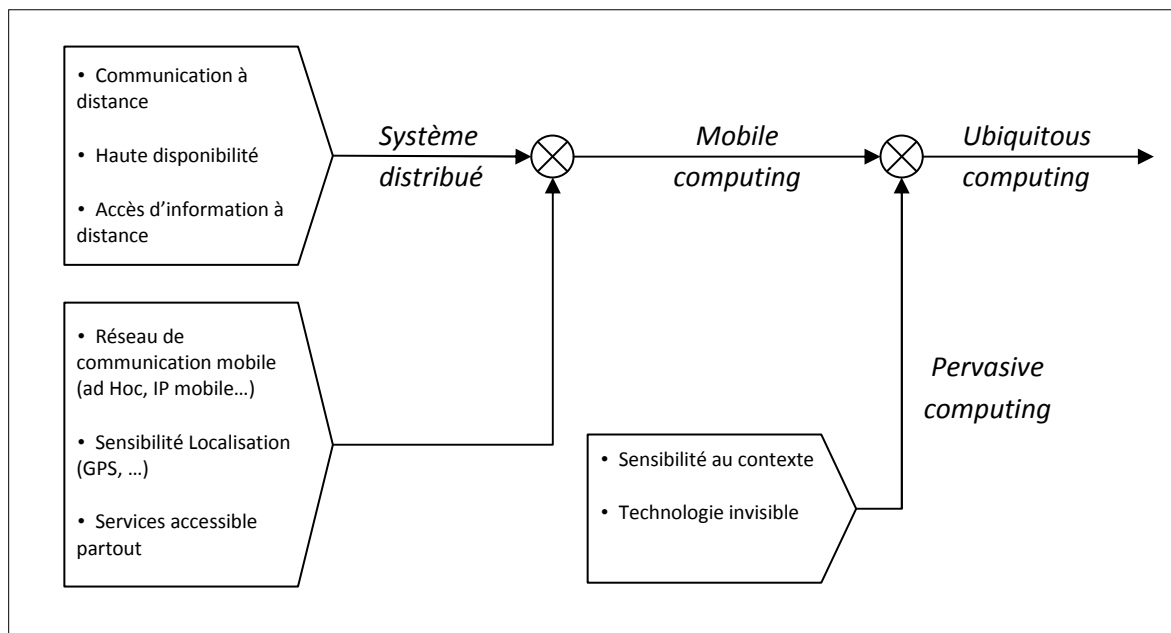 • Communication à
distance
• Haute disponibilité
• Accès d’information à
distance
Système
distribué
Mobile
computing
Ubiquitous
computing
• Réseau de
communication mobile
(ad Hoc, IP mobile…)
• Sensibilité Localisation
(GPS, …)
• Services accessible
partout
Pervasive
computing
• Sensibilité au contexte
• Technologie invisible